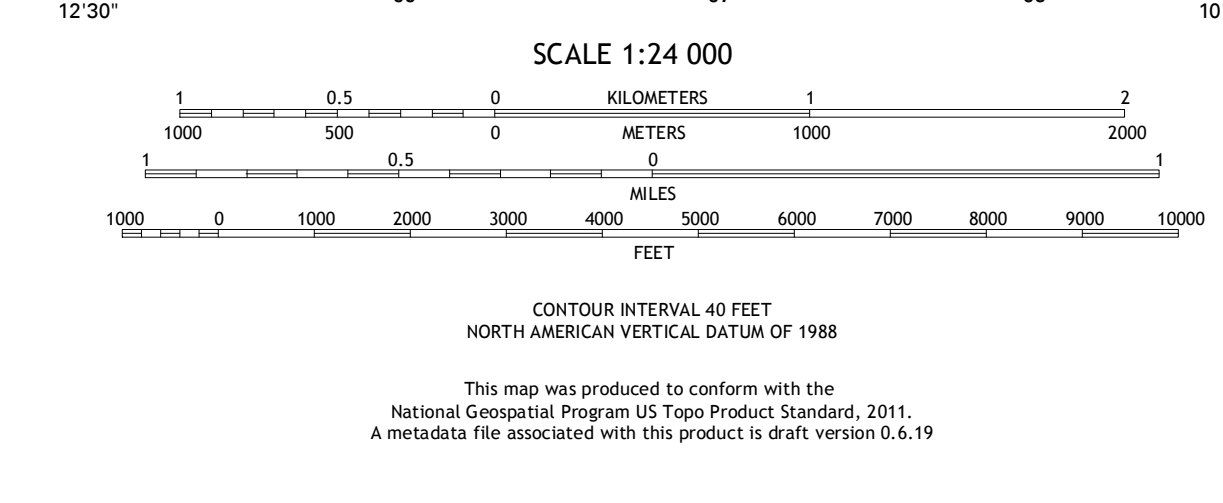 12'30" 10
SCALE 1:24 000
1 0.5 0 KILOMETERS 1 2
1000 500 0 METERS 1000 2000
1 0.5 0 1
MILES
1000 0 1000 2000 3000 4000 5000 6000 7000 8000 9000 10000
FEET
CONTOUR INTERVAL 40 FEET
NORTH AMERICAN VERTICAL DATUM OF 1988
This map was produced to conform with the
National Geospatial Program US Topo Product Standard, 2011.
A metadata file associated with this product is draft version 0.6.19